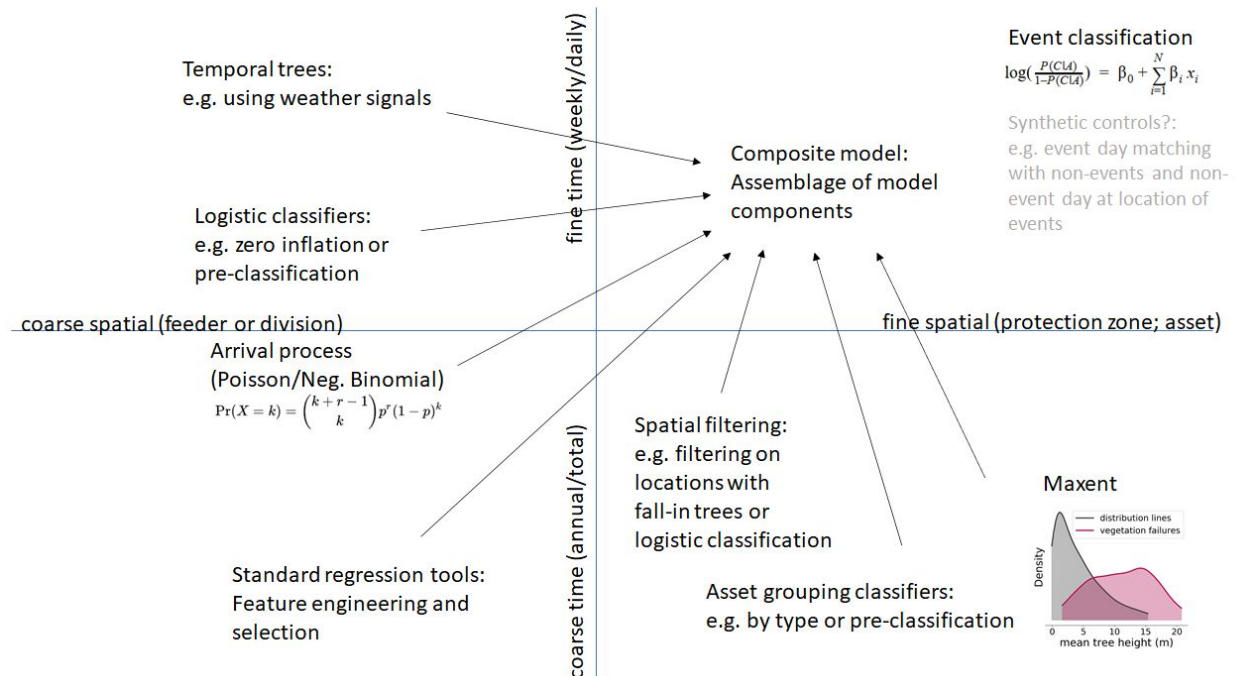 Temporal trees:
e.g. using weather signals
fine time (weekly/daily)
Event classification
log(P(C\A)/1−P(C\A)) = β0 + N∑i=1 βi xi
Synthetic controls?:
e.g. event day matching
with non-events and non-
event day at location of
events
Composite model:
Assemblage of model
components
Logistic classifiers:
e.g. zero inflation or
pre-classification
coarse spatial (feeder or division)
fine spatial (protection zone; asset)
Arrival process
(Poisson/Neg. Binomial)
Pr(X = k) = (k + r − 1 k) p^r (1 − p)^k
coarse time (annual/total)
Spatial filtering:
e.g. filtering on
locations with
fall-in trees or
logistic classification
Maxent
distribution lines
vegetation failures
Density
0 5 10 15 20
mean tree height (m)
Standard regression tools:
Feature engineering and
selection
Asset grouping classifiers:
e.g. by type or pre-classification